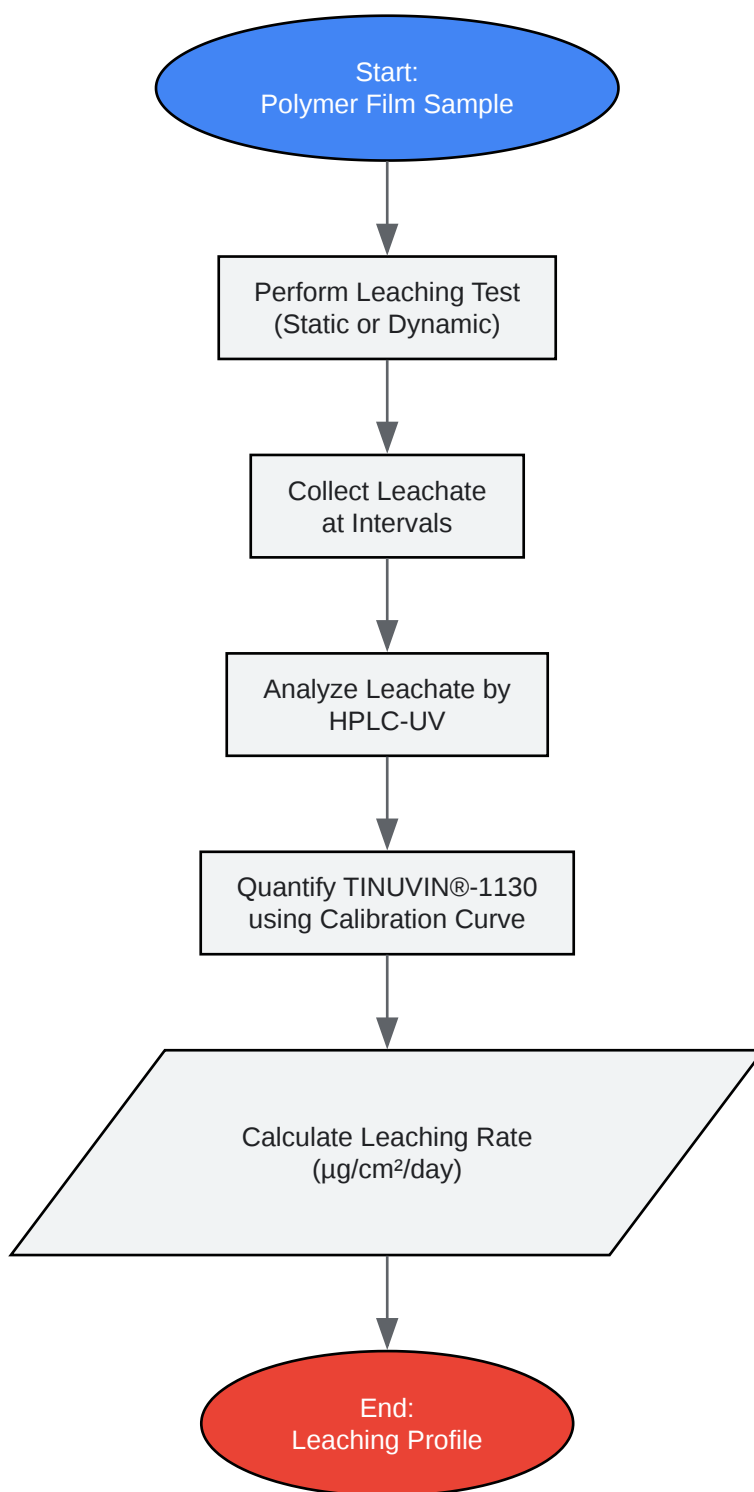 Start:
Polymer Film Sample
Perform Leaching Test
(Static or Dynamic)
Collect Leachate
at Intervals
Analyze Leachate by
HPLC-UV
Quantify TINUVIN®-1130
using Calibration Curve
Calculate Leaching Rate
(µg/cm²/day)
End:
Leaching Profile